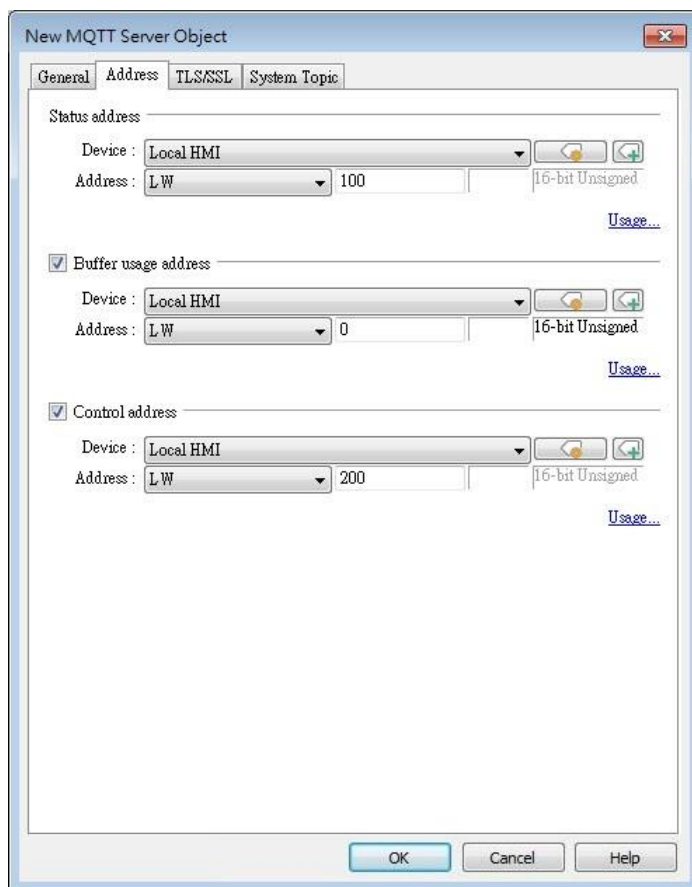 New MQTT Server Object
General Address TLS/SSL System Topic
Status address
Device : Local HMI
Address : LW 100 16-bit Unsigned
Usage...
Buffer usage address
Device : Local HMI
Address : LW 0 16-bit Unsigned
Usage...
Control address
Device : Local HMI
Address : LW 200 16-bit Unsigned
Usage...
OK Cancel Help